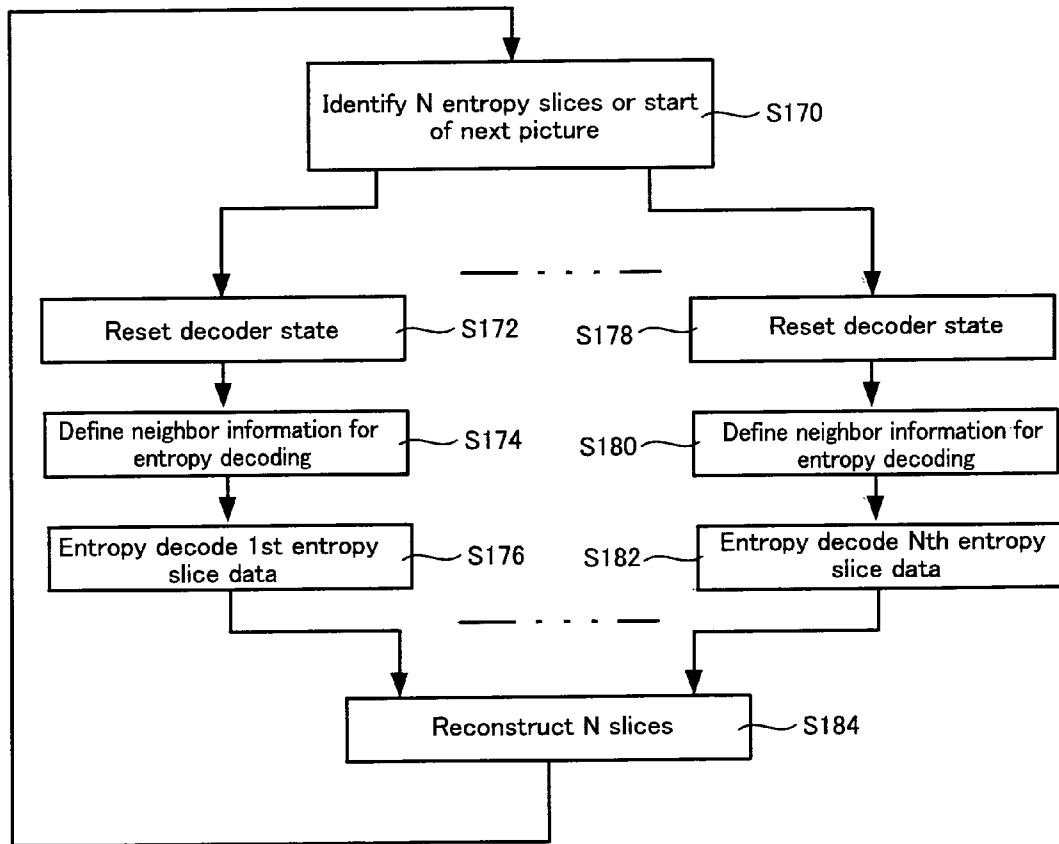 Identify N entropy slices or start
of next picture
S170
Reset decoder state
S172
Define neighbor information for
entropy decoding
S174
Entropy decode 1st entropy
slice data
S176
Reset decoder state
S178
Define neighbor information for
entropy decoding
S180
Entropy decode Nth entropy
slice data
S182
Reconstruct N slices
S184